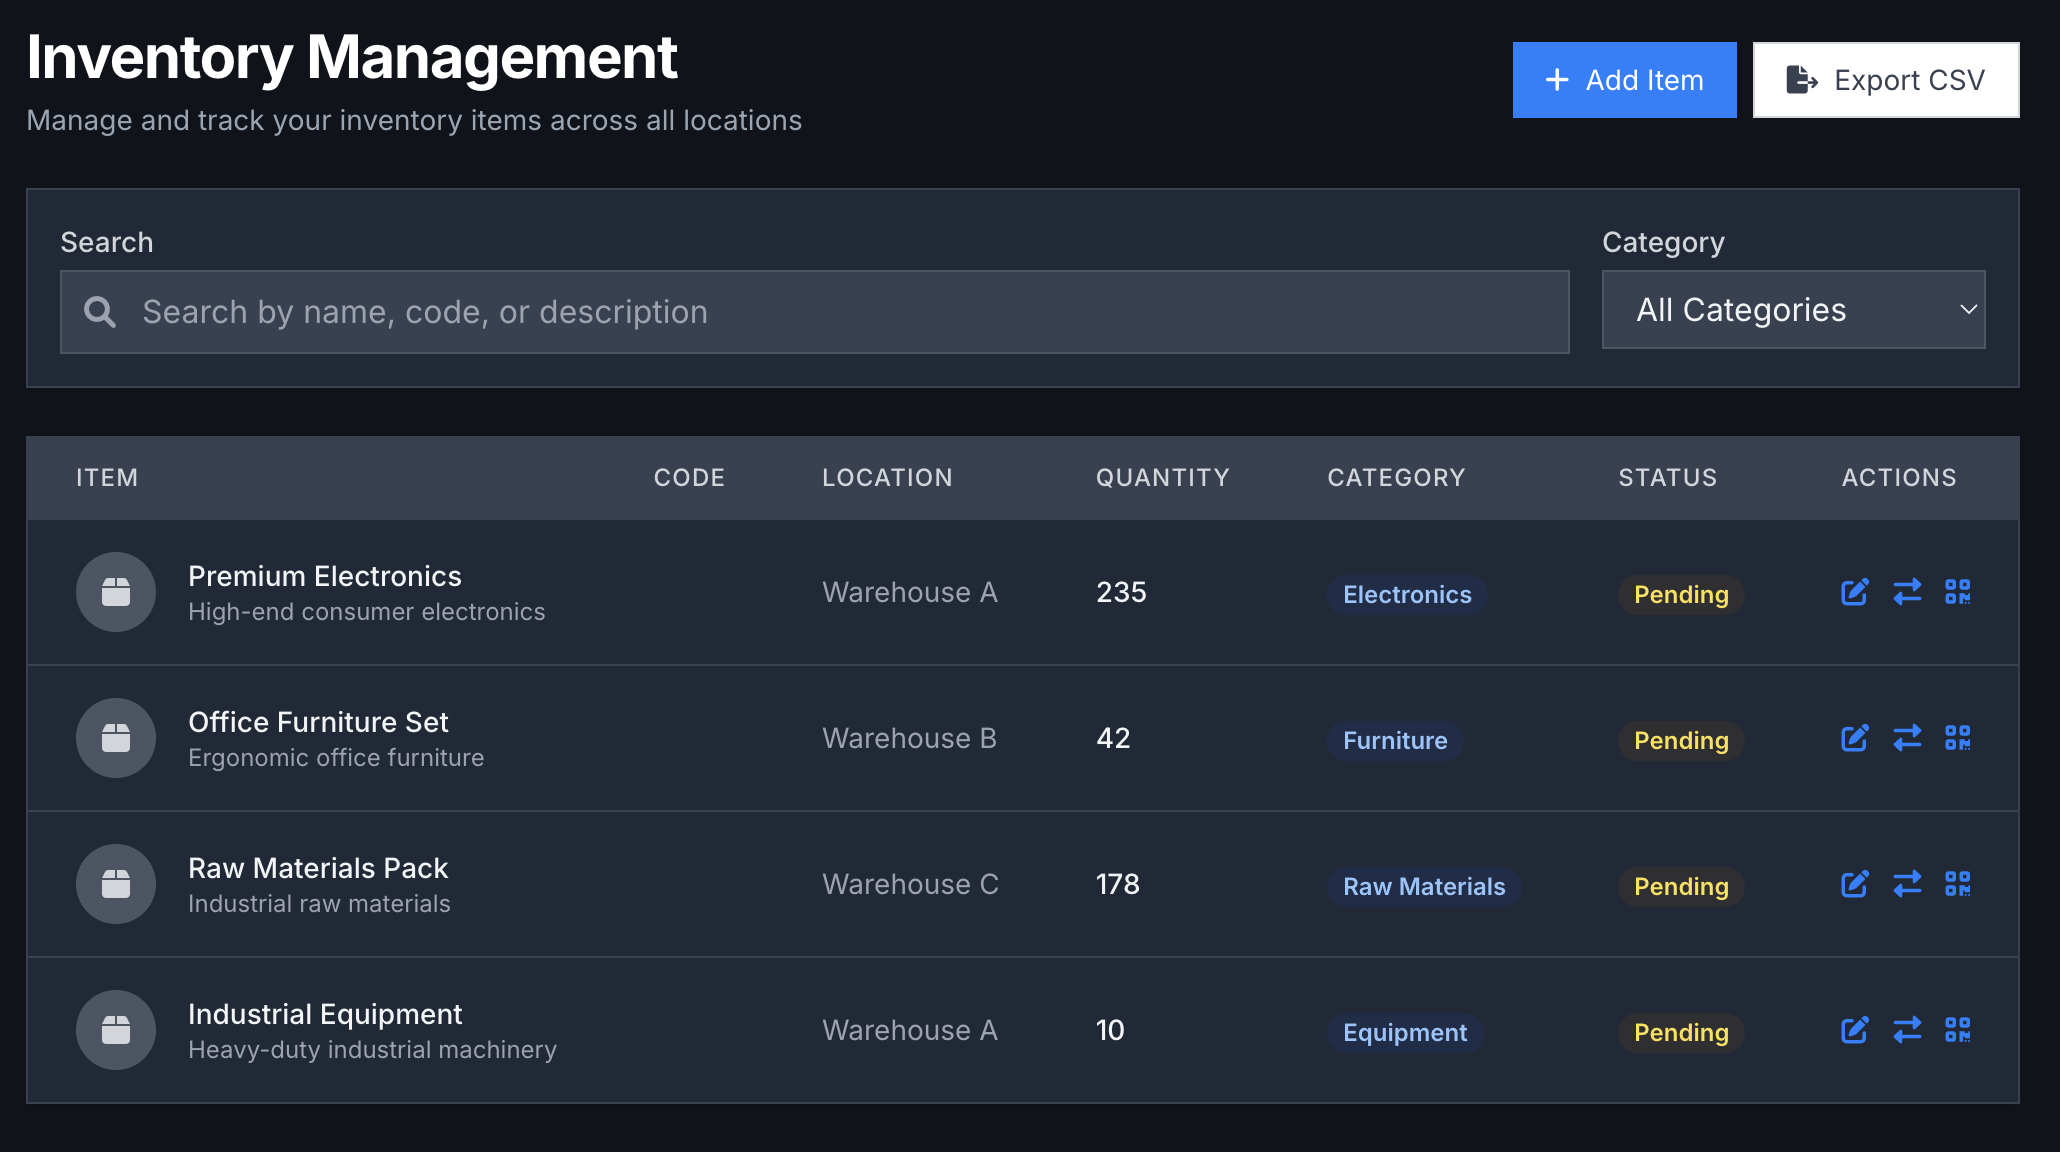 Inventory Management
Manage and track your inventory items across all locations
Add Item
Export CSV
Search
Search by name, code, or description
Category
All Categories
ITEM CODE LOCATION QUANTITY CATEGORY STATUS ACTIONS
Premium Electronics
High-end consumer electronics
Warehouse A 235 Electronics Pending
Office Furniture Set
Ergonomic office furniture
Warehouse B 42 Furniture Pending
Raw Materials Pack
Industrial raw materials
Warehouse C 178 Raw Materials Pending
Industrial Equipment
Heavy-duty industrial machinery
Warehouse A 10 Equipment Pending